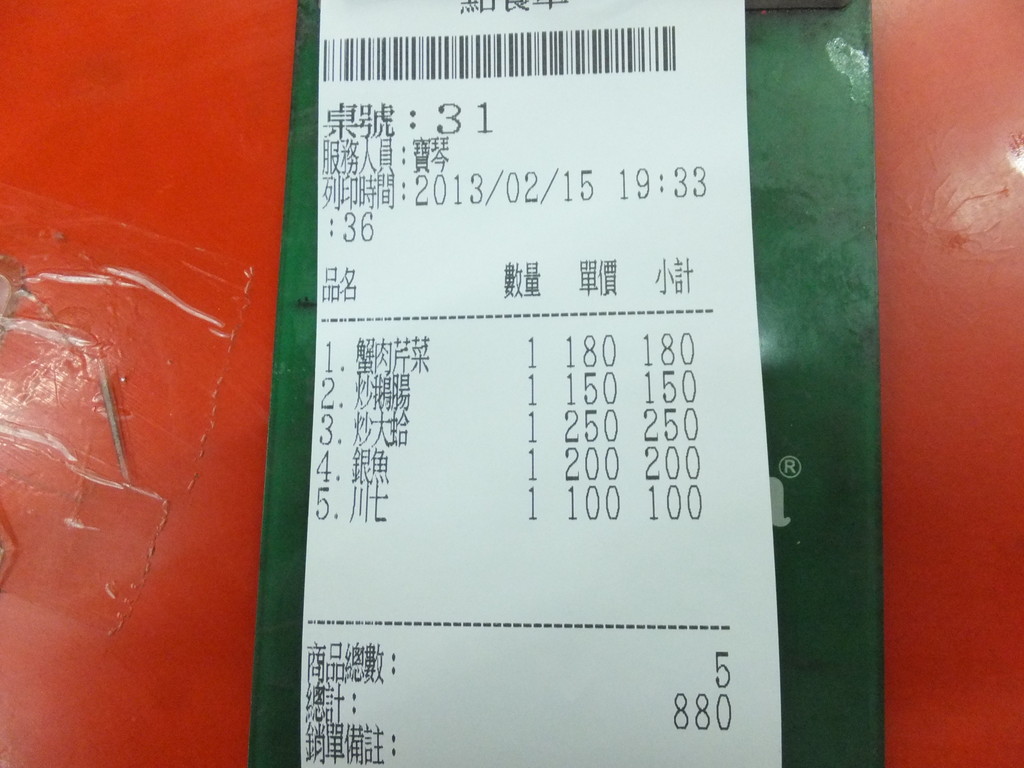 點餐單
桌號：31
服務人員：寶琴
列印時間：2013/02/15 19:33
:36
品名 數量 單價 小計
1. 蟹肉芹菜 1 180 180
2. 炒鵝腸 1 150 150
3. 炒大蛤 1 250 250
4. 銀魚 1 200 200
5. 川七 1 100 100
商品總數： 5
總計： 880
銷單備註：
®